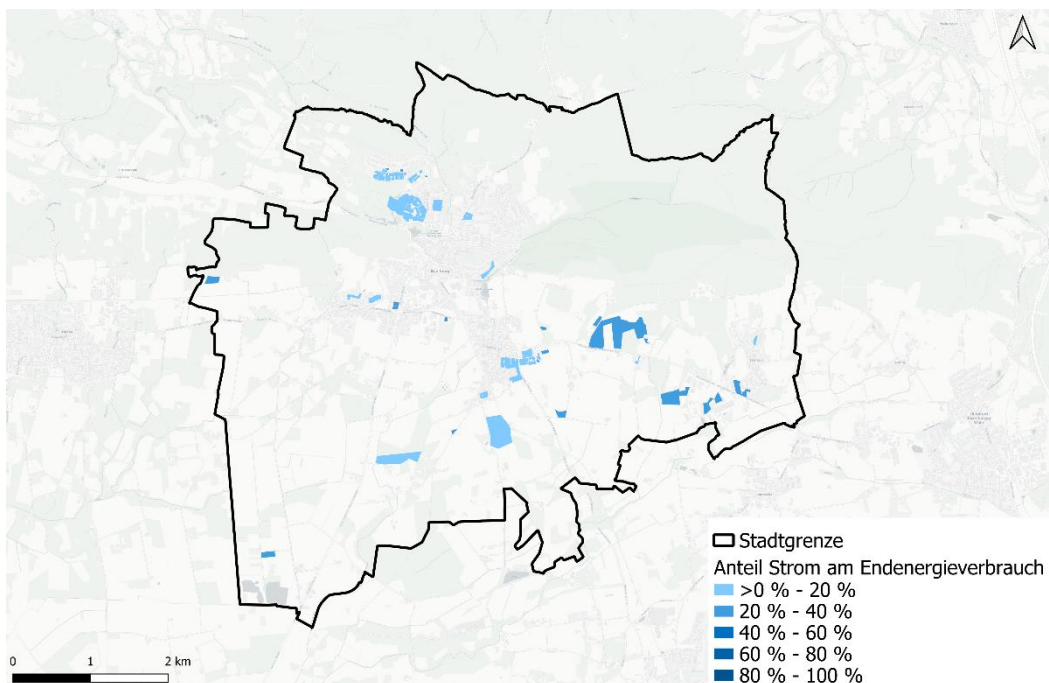 Stadtgrenze
Anteil Strom am Endenergieverbrauch
>0 % - 20 %
20 % - 40 %
40 % - 60 %
60 % - 80 %
80 % - 100 %
0 1 2 km